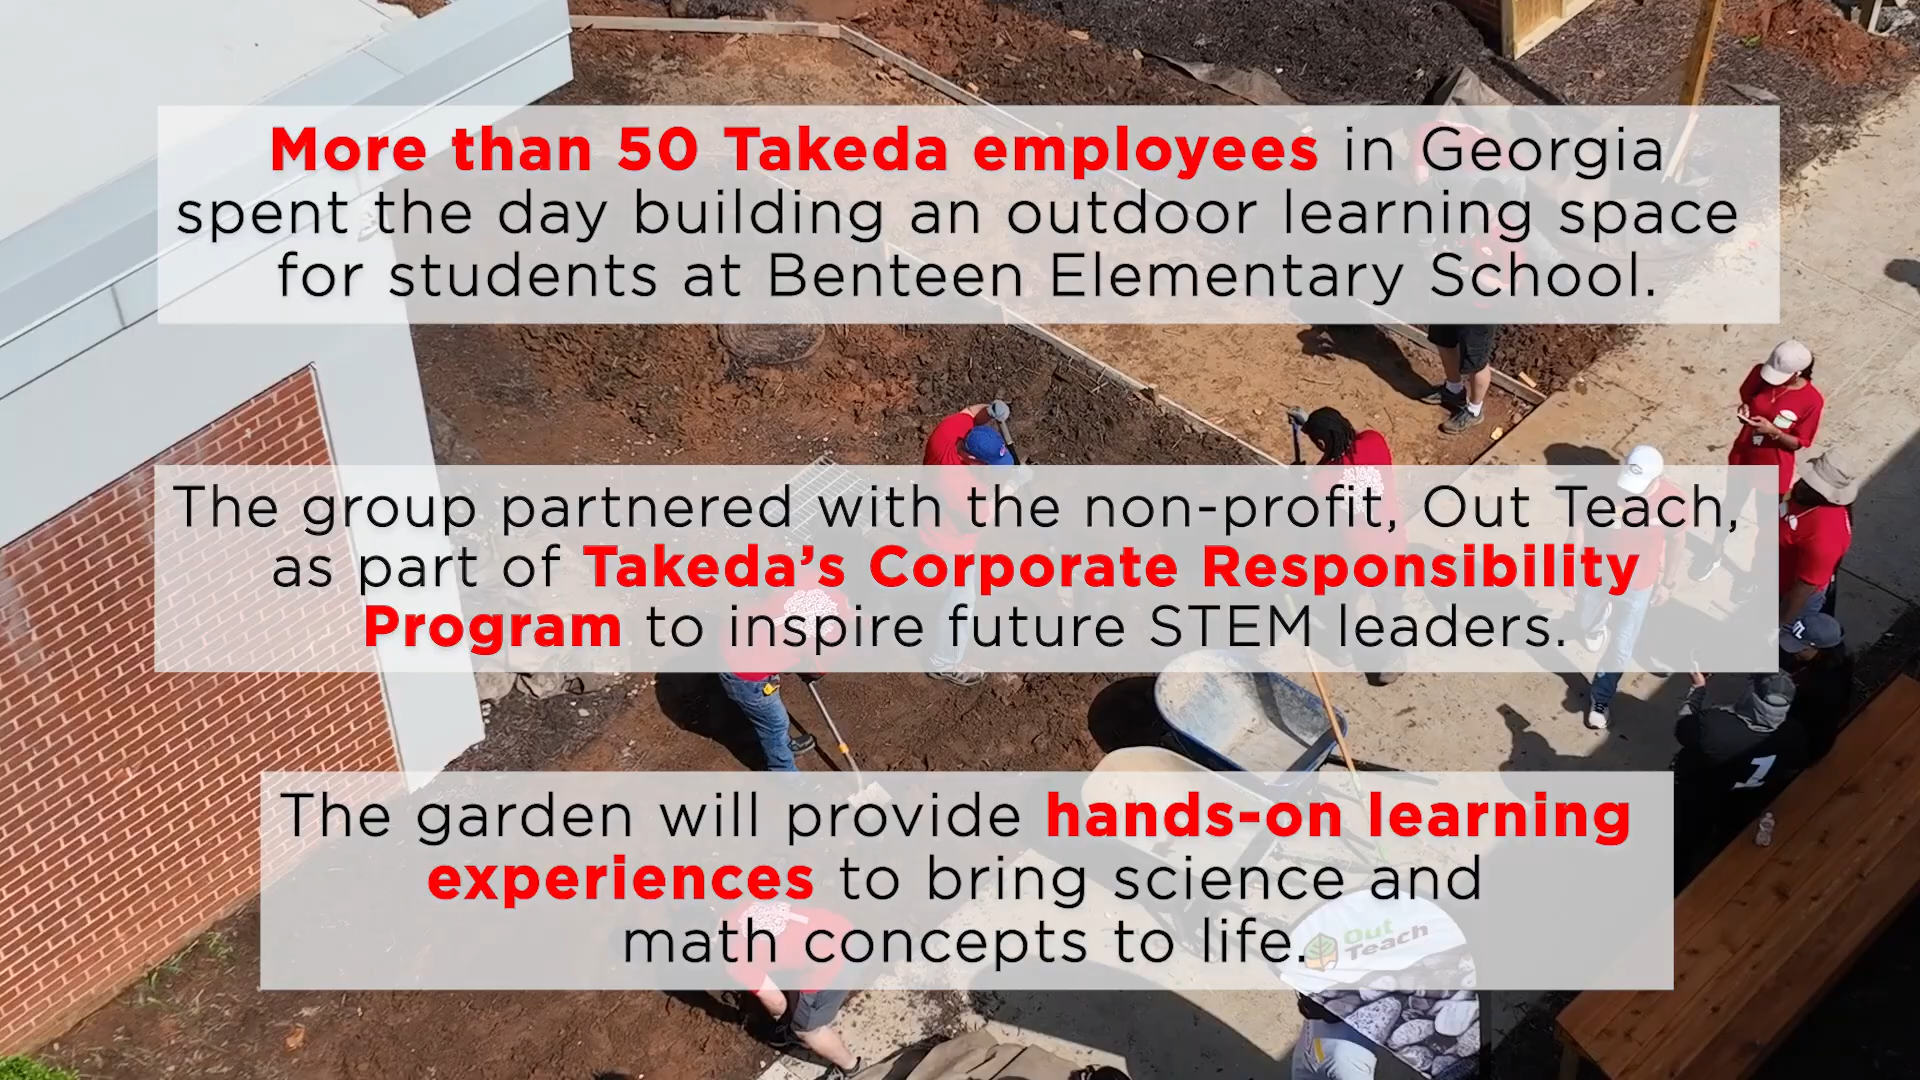 More than 50 Takeda employees in Georgia
spent the day building an outdoor learning space
for students at Benteen Elementary School.
The group partnered with the non-profit, Out Teach,
as part of Takeda’s Corporate Responsibility
Program to inspire future STEM leaders.
The garden will provide hands-on learning
experiences to bring science and
math concepts to life.
Out
Teach
1